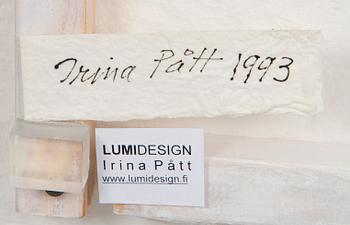 Irina Pått 1993
LUMIDESIGN
Irina Pått
www.lumidesign.fi